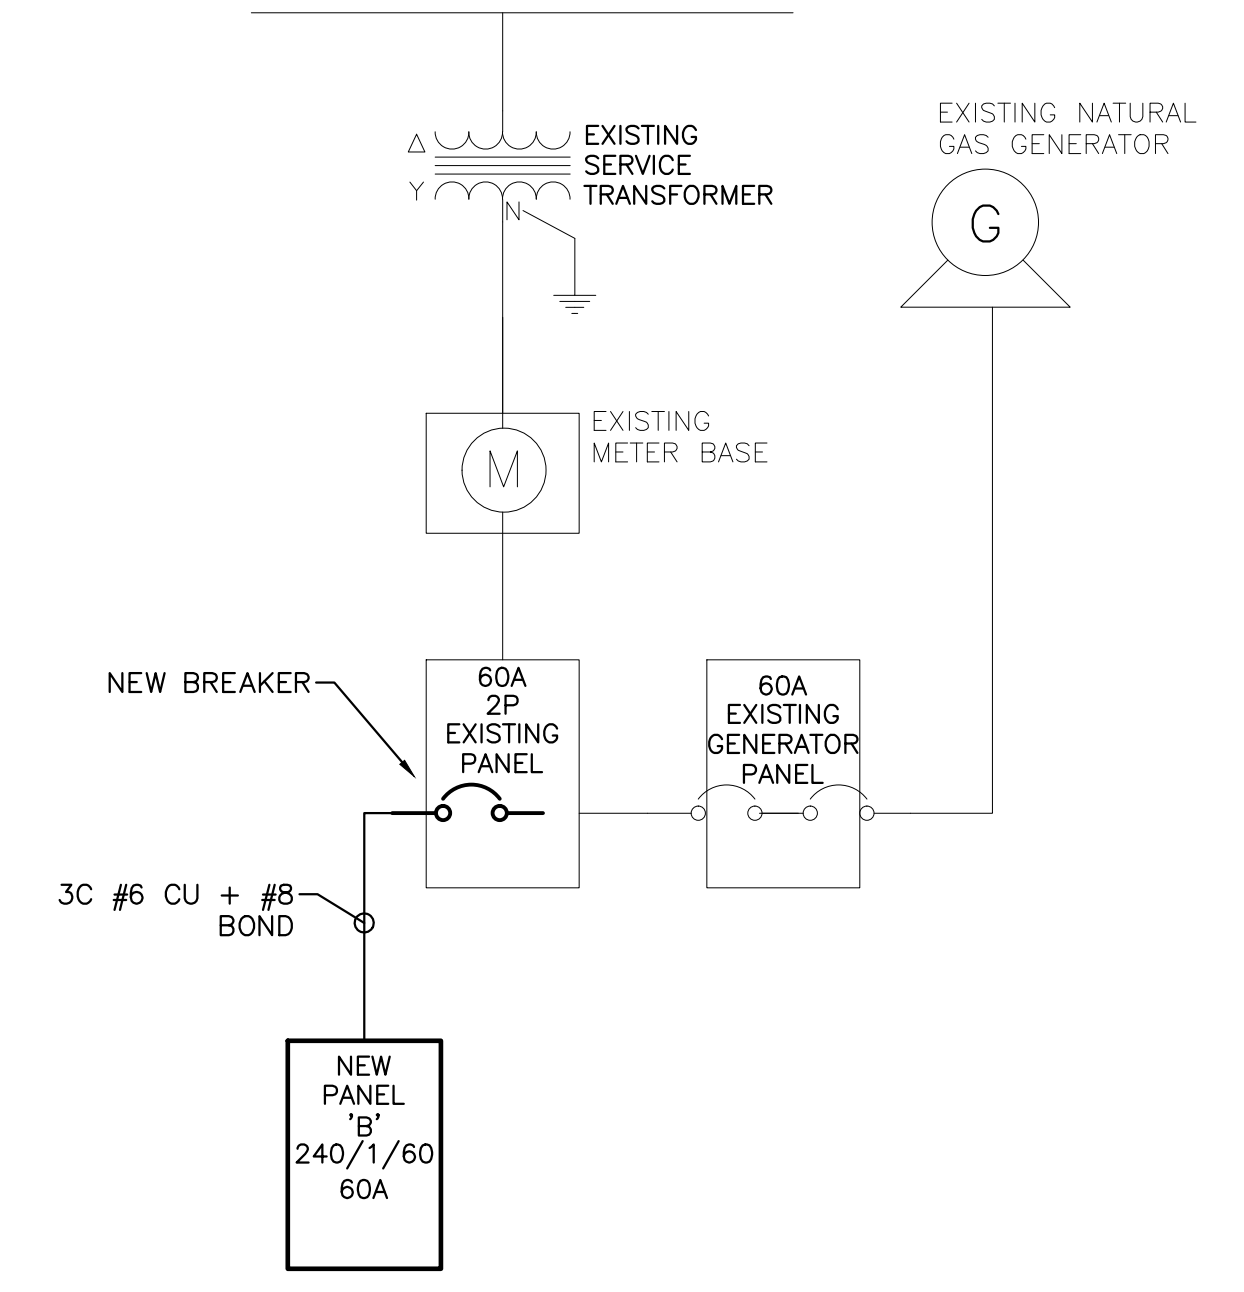 EXISTING NATURAL
GAS GENERATOR
G
Δ
EXISTING
SERVICE
TRANSFORMER
Y
N
EXISTING
METER BASE
M
NEW BREAKER
60A
2P
EXISTING
PANEL
60A
EXISTING
GENERATOR
PANEL
3C #6 CU + #8
BOND
NEW
PANEL
'B'
240/1/60
60A